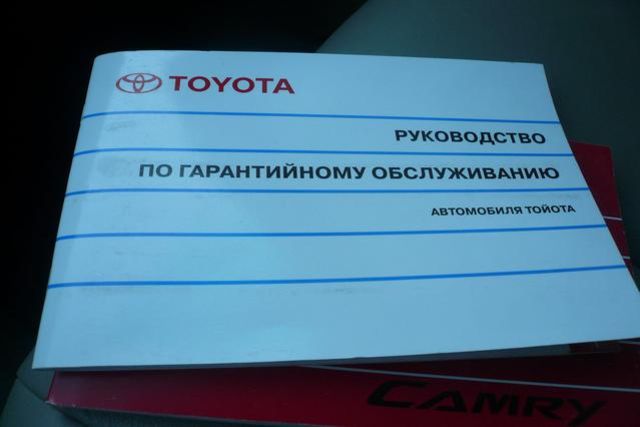 TOYOTA
РУКОВОДСТВО
ПО ГАРАНТИЙНОМУ ОБСЛУЖИВАНИЮ
АВТОМОБИЛЯ ТОЙОТА
CAMRY